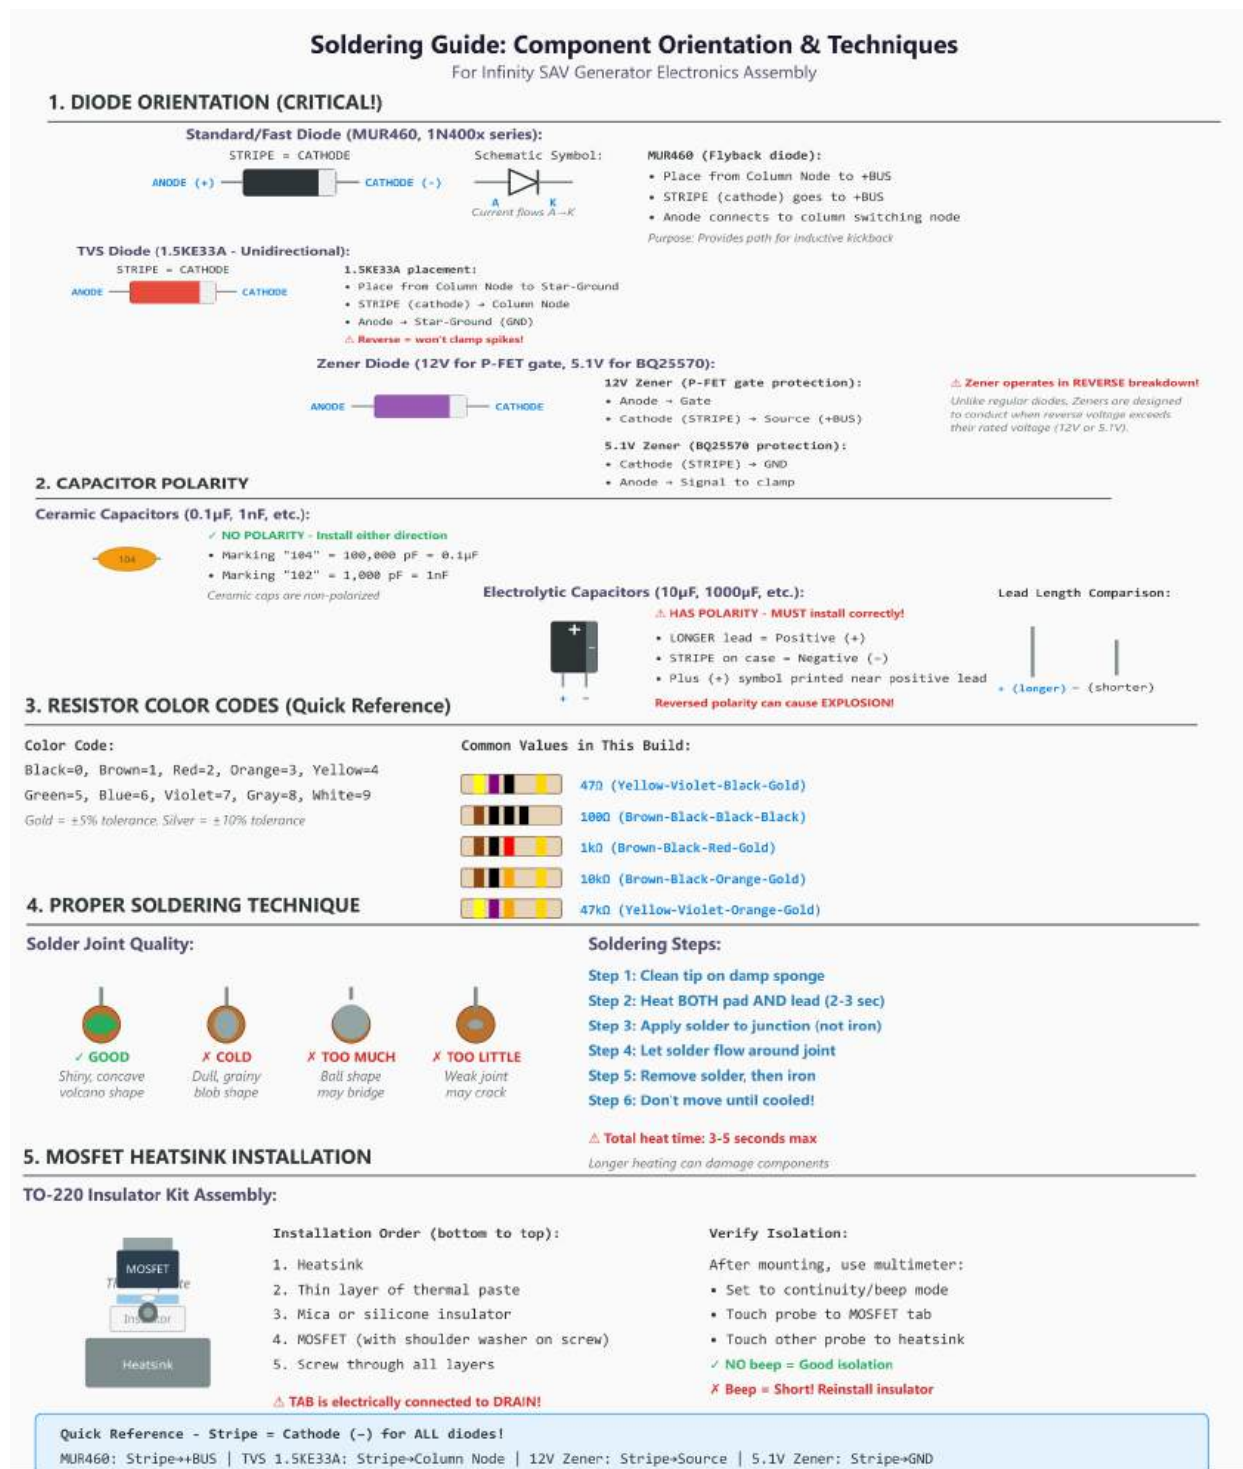 Soldering Guide: Component Orientation & Techniques
For Infinity SAV Generator Electronics Assembly
1. DIODE ORIENTATION (CRITICAL!)
Standard/Fast Diode (MUR460, 1N400x series):
STRIPE = CATHODE
ANODE (+)
CATHODE (-)
Schematic Symbol:
A K
Current flows A→K
MUR460 (Flyback diode):
• Place from Column Node to +BUS
• STRIPE (cathode) goes to +BUS
• Anode connects to column switching node
Purpose: Provides path for inductive kickback
TVS Diode (1.5KE33A - Unidirectional):
STRIPE = CATHODE
ANODE
CATHODE
1.5KE33A placement:
• Place from Column Node to Star-Ground
• STRIPE (cathode) → Column Node
• Anode → Star-Ground (GND)
⚠ Reverse = won't clamp spikes!
Zener Diode (12V for P-FET gate, 5.1V for BQ25570):
ANODE
CATHODE
12V Zener (P-FET gate protection):
• Anode → Gate
• Cathode (STRIPE) → Source (+BUS)
5.1V Zener (BQ25570 protection):
• Cathode (STRIPE) → GND
• Anode → Signal to clamp
⚠ Zener operates in REVERSE breakdown!
Unlike regular diodes, Zeners are designed
to conduct when reverse voltage exceeds
their rated voltage (12V or 5.1V).
2. CAPACITOR POLARITY
Ceramic Capacitors (0.1µF, 1nF, etc.):
104
✓ NO POLARITY - Install either direction
• Marking "104" = 100,000 pF = 0.1µF
• Marking "102" = 1,000 pF = 1nF
Ceramic caps are non-polarized
Electrolytic Capacitors (10µF, 1000µF, etc.):
+
-
+ -
⚠ HAS POLARITY - MUST install correctly!
• LONGER lead = Positive (+)
• STRIPE on case = Negative (-)
• Plus (+) symbol printed near positive lead
Reversed polarity can cause EXPLOSION!
Lead Length Comparison:
+ (longer) - (shorter)
3. RESISTOR COLOR CODES (Quick Reference)
Color Code:
Black=0, Brown=1, Red=2, Orange=3, Yellow=4
Green=5, Blue=6, Violet=7, Gray=8, White=9
Gold = ±5% tolerance, Silver = ±10% tolerance
Common Values in This Build:
47Ω (Yellow-Violet-Black-Gold)
100Ω (Brown-Black-Black-Black)
1kΩ (Brown-Black-Red-Gold)
10kΩ (Brown-Black-Orange-Gold)
47kΩ (Yellow-Violet-Orange-Gold)
4. PROPER SOLDERING TECHNIQUE
Solder Joint Quality:
✓ GOOD
Shiny, concave
volcano shape
✗ COLD
Dull, grainy
blob shape
✗ TOO MUCH
Ball shape
may bridge
✗ TOO LITTLE
Weak joint
may crack
Soldering Steps:
Step 1: Clean tip on damp sponge
Step 2: Heat BOTH pad AND lead (2-3 sec)
Step 3: Apply solder to junction (not iron)
Step 4: Let solder flow around joint
Step 5: Remove solder, then iron
Step 6: Don't move until cooled!
⚠ Total heat time: 3-5 seconds max
Longer heating can damage components
5. MOSFET HEATSINK INSTALLATION
TO-220 Insulator Kit Assembly:
MOSFET
Heatsink
Installation Order (bottom to top):
1. Heatsink
2. Thin layer of thermal paste
3. Mica or silicone insulator
4. MOSFET (with shoulder washer on screw)
5. Screw through all layers
⚠ TAB is electrically connected to DRAIN!
Verify Isolation:
After mounting, use multimeter:
• Set to continuity/beep mode
• Touch probe to MOSFET tab
• Touch other probe to heatsink
✓ NO beep = Good isolation
✗ Beep = Short! Reinstall insulator
Quick Reference - Stripe = Cathode (-) for ALL diodes!
MUR460: Stripe→+BUS | TVS 1.5KE33A: Stripe→Column Node | 12V Zener: Stripe→Source | 5.1V Zener: Stripe→GND